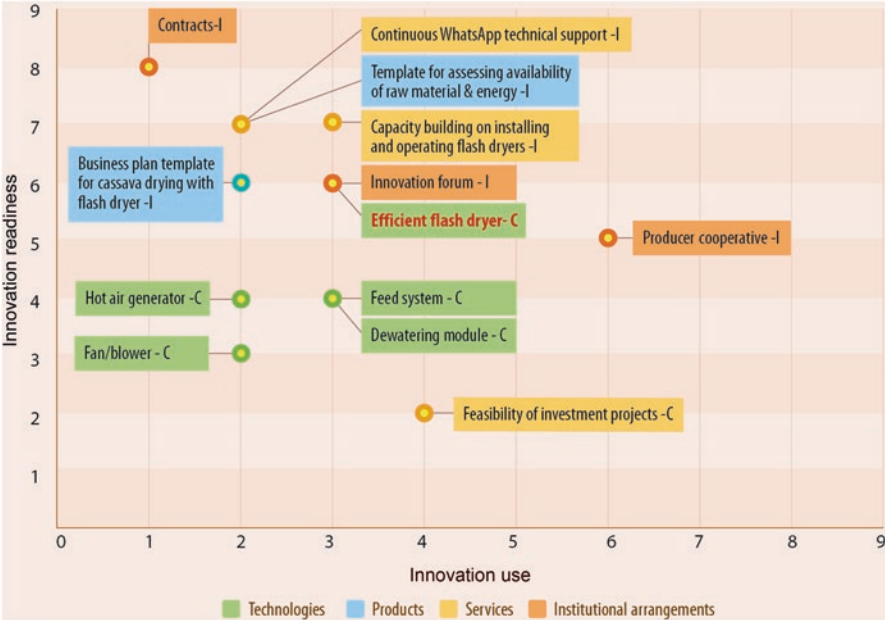 9
Contracts-I
Continuous WhatsApp technical support -I
8
Template for assessing availability
of raw material & energy -I
7
Capacity building on installing
and operating flash dryers -I
Business plan template
for cassava drying with
flash dryer -I
6
Innovation forum - I
Efficient flash dryer- C
5
Producer cooperative -I
Hot air generator -C
4
Feed system - C
Dewatering module - C
Fan/blower - C
3
2
Feasibility of investment projects -C
1
Innovation readiness
0 1 2 3 4 5 6 7 8 9
Innovation use
Technologies Products Services Institutional arrangements